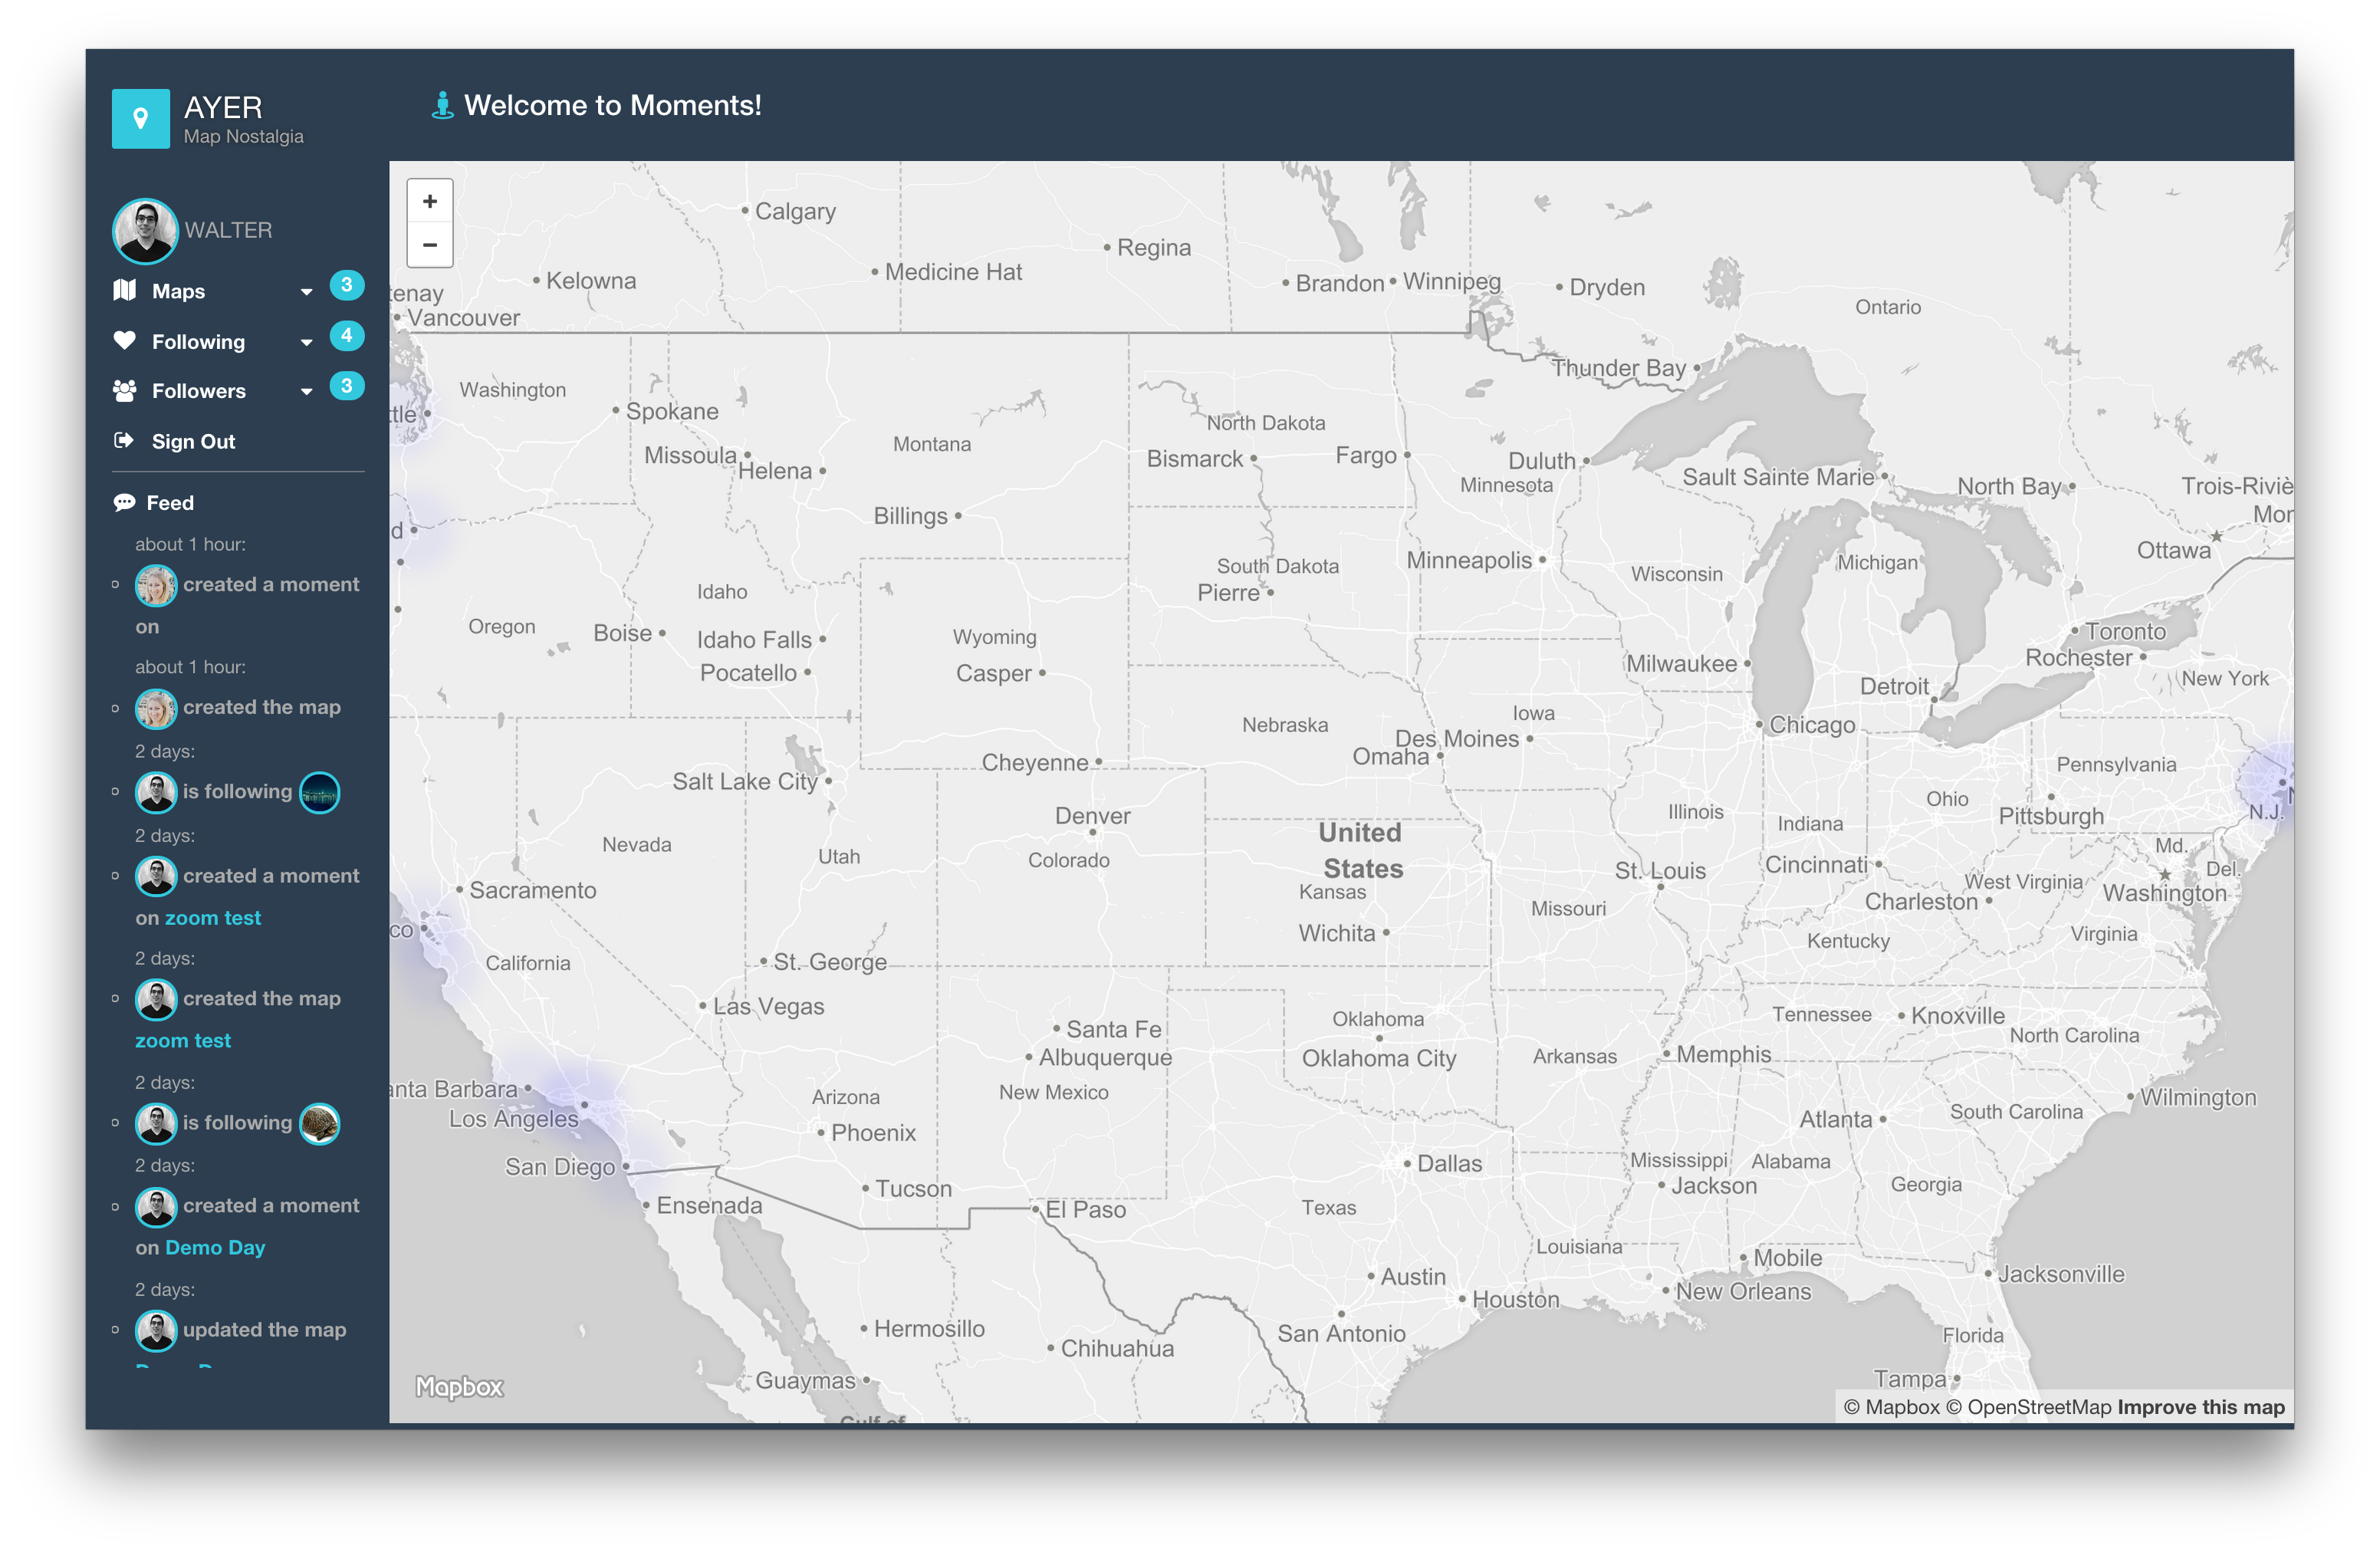 AYER
Map Nostalgia
Welcome to Moments!
WALTER
Maps 3
Following 4
Followers 3
Sign Out
Feed
about 1 hour:
created a moment
on
about 1 hour:
created the map
2 days:
is following
2 days:
created a moment
on zoom test
2 days:
created the map
zoom test
2 days:
is following
2 days:
created a moment
on Demo Day
2 days:
updated the map
+
−
Calgary
Regina
Medicine Hat
Kelowna
Brandon
Winnipeg
Dryden
tenay
Ontario
Vancouver
Thunder Bay
Washington
Spokane
ttle
North Dakota
Montana
Missoula
Helena
Bismarck
Fargo
Duluth
Minnesota
Sault Sainte Marie
North Bay
Trois-Riviè
Mor
Billings
d
Ottawa
Minneapolis
South Dakota
Michigan
Wisconsin
Pierre
Idaho
Oregon
Boise
Idaho Falls
Wyoming
Toronto
Rochester
Milwaukee
Pocatello
Casper
New York
Detroit
Iowa
Nebraska
Chicago
Des Moines
Omaha
Cheyenne
Pennsylvania
Salt Lake City
Ohio
N
N.J.
Illinois
Denver
Pittsburgh
Indiana
United
States
Nevada
Utah
Colorado
Md.
Cincinnati
Del.
St. Louis
West Virginia
Washington
Sacramento
Kansas
Charleston
Missouri
co
Wichita
Virginia
Kentucky
California
St. George
Las Vegas
Tennessee
Knoxville
Oklahoma
Santa Fe
North Carolina
Albuquerque
Oklahoma City
Arkansas
Memphis
anta Barbara
New Mexico
Arizona
Wilmington
Los Angeles
South Carolina
Atlanta
Phoenix
Mississippi
Alabama
Dallas
San Diego
Jackson
Georgia
Tucson
Ensenada
El Paso
Texas
Louisiana
Mobile
Austin
Jacksonville
New Orleans
Houston
Hermosillo
San Antonio
Florida
Chihuahua
Guaymas
Tampa
Mapbox
Gulf of
© Mapbox © OpenStreetMap Improve this map